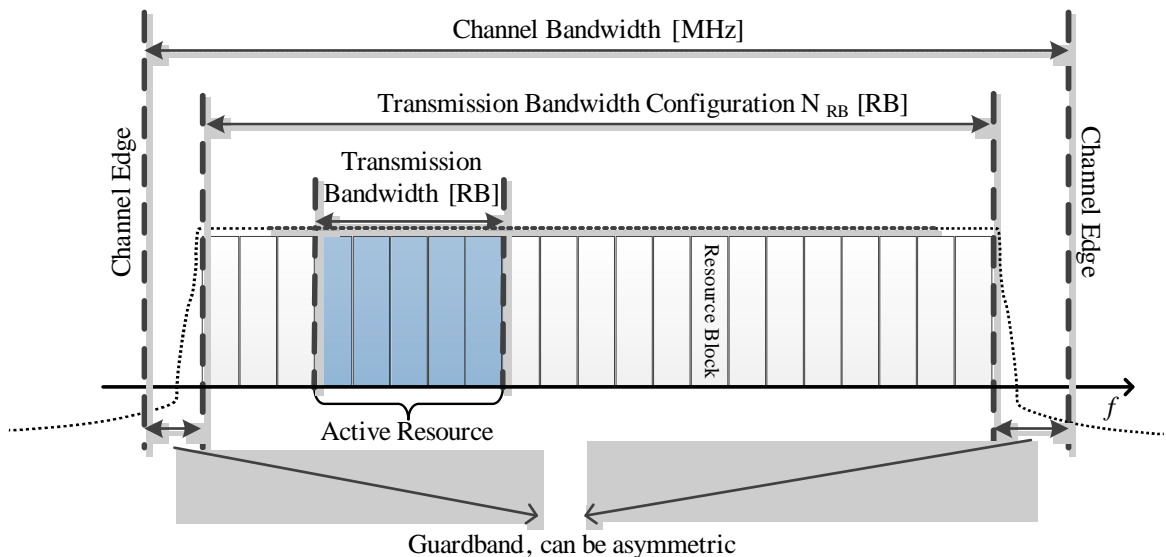 Channel Bandwidth [MHz]
Transmission Bandwidth Configuration N RB [RB]
Channel Edge
Channel Edge
Transmission
Bandwidth [RB]
Resource Block
f
Active Resource
Guardband, can be asymmetric